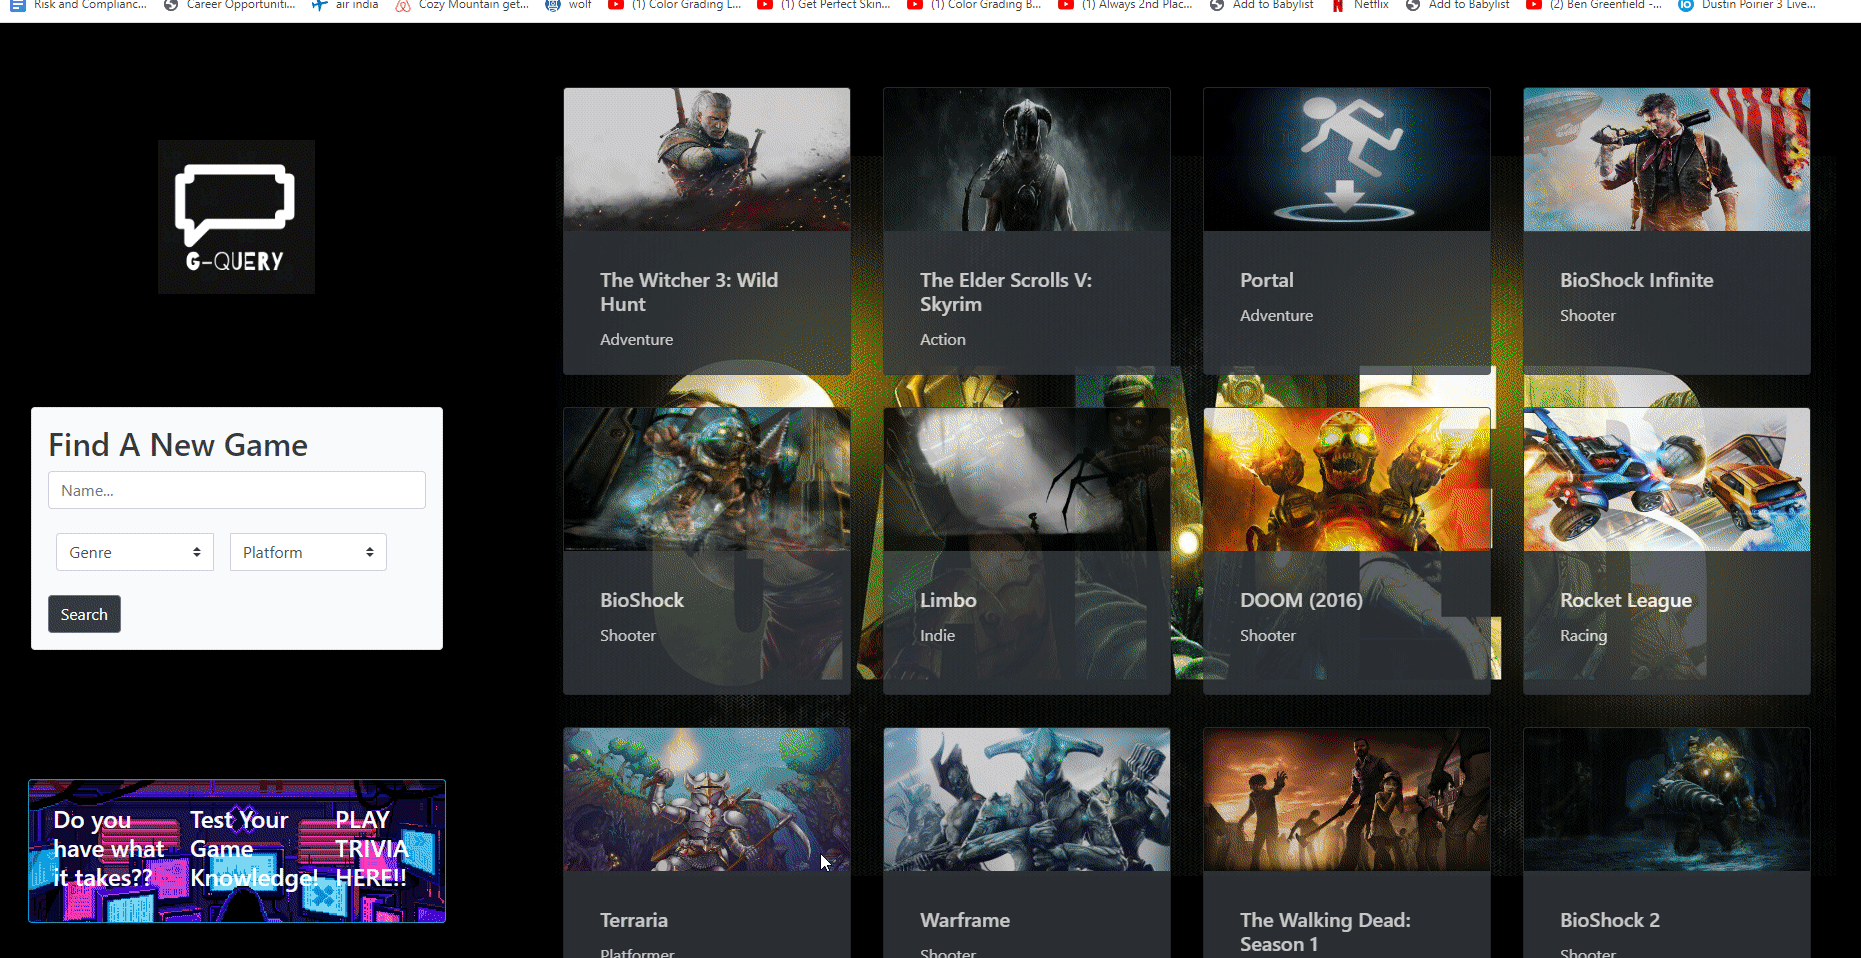 Risk and Complianc...
Career Opportuniti...
air india
Cozy Mountain get...
wolf
(1) Color Grading L...
(1) Get Perfect Skin...
(1) Color Grading B...
(1) Always 2nd Plac...
Add to Babylist
Netflix
Add to Babylist
(2) Ben Greenfield -...
Dustin Poirier 3 Live...
G-QUERY
Find A New Game
Name...
Genre
Platform
Search
Do you
have what
it takes??
Test Your
Game
Knowledge!
PLAY
TRIVIA
HERE!!
The Witcher 3: Wild
Hunt
Adventure
The Elder Scrolls V:
Skyrim
Action
Portal
Adventure
BioShock Infinite
Shooter
BioShock
Shooter
Limbo
Indie
DOOM (2016)
Shooter
Rocket League
Racing
Terraria
Platformer
Warframe
Shooter
The Walking Dead:
Season 1
BioShock 2
Shooter